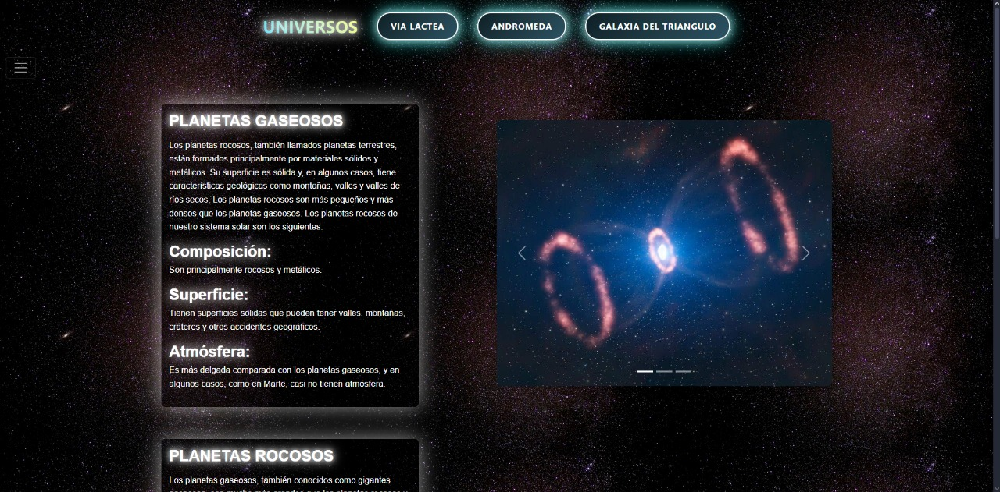 UNIVERSOS
VIA LACTEA
ANDROMEDA
GALAXIA DEL TRIANGULO
PLANETAS GASEOSOS
Los planetas rocosos, también llamados planetas terrestres,
están formados principalmente por materiales sólidos y
metálicos. Su superficie es sólida y, en algunos casos, tiene
características geológicas como montañas, valles y valles de
ríos secos. Los planetas rocosos son más pequeños y más
densos que los planetas gaseosos. Los planetas rocosos de
nuestro sistema solar son los siguientes:
Composición:
Son principalmente rocosos y metálicos.
Superficie:
Tienen superficies sólidas que pueden tener valles, montañas,
cráteres y otros accidentes geográficos.
Atmósfera:
Es más delgada comparada con los planetas gaseosos, y en
algunos casos, como en Marte, casi no tienen atmósfera.
PLANETAS ROCOSOS
Los planetas gaseosos, también conocidos como gigantes